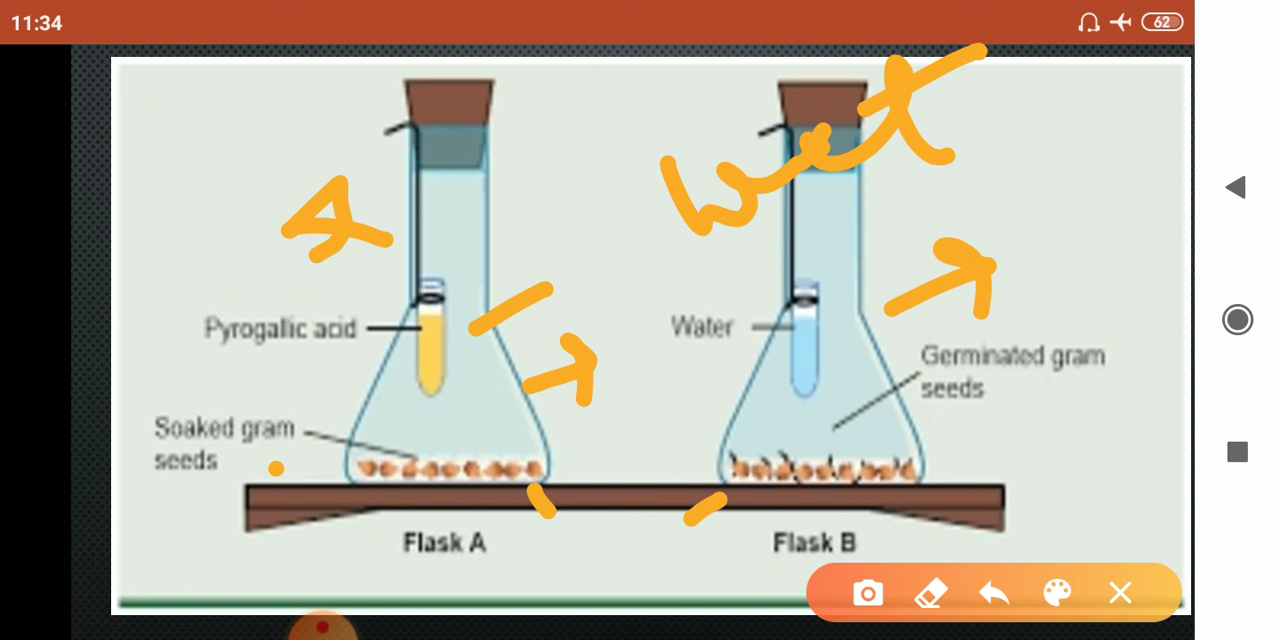 11:34
62
wet
Pyrogallic acid
Water
Germinated gram
seeds
Soaked gram
seeds
Flask A
Flask B